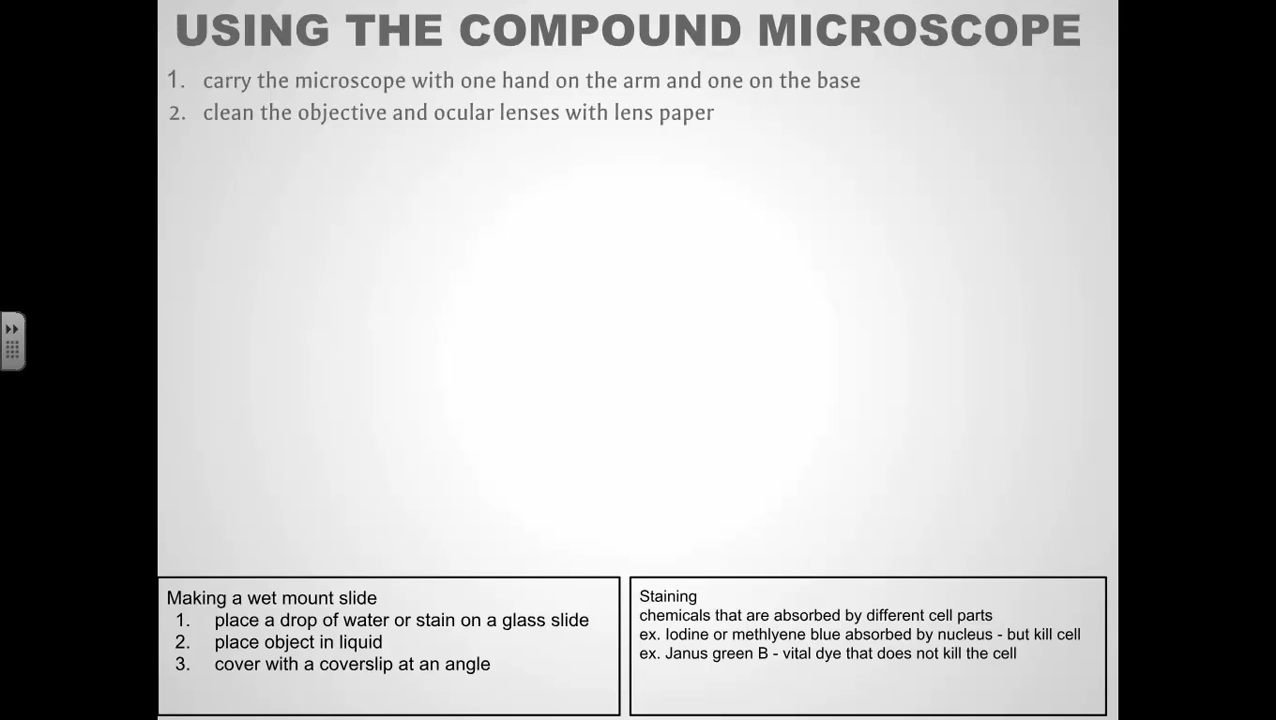 USING THE COMPOUND MICROSCOPE
1. carry the microscope with one hand on the arm and one on the base
2. clean the objective and ocular lenses with lens paper
Making a wet mount slide
1. place a drop of water or stain on a glass slide
2. place object in liquid
3. cover with a coverslip at an angle
Staining
chemicals that are absorbed by different cell parts
ex. Iodine or methlyene blue absorbed by nucleus - but kill cell
ex. Janus green B - vital dye that does not kill the cell